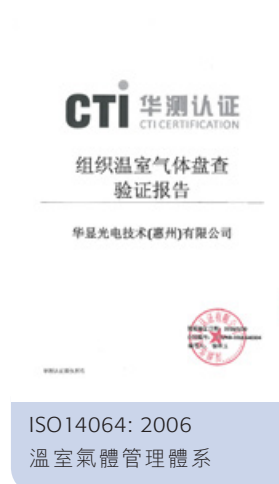 CTI 华测认证
CTI CERTIFICATION
组织温室气体盘查
验证报告
华显光电技术(惠州)有限公司
ISO14064: 2006
溫室氣體管理體系